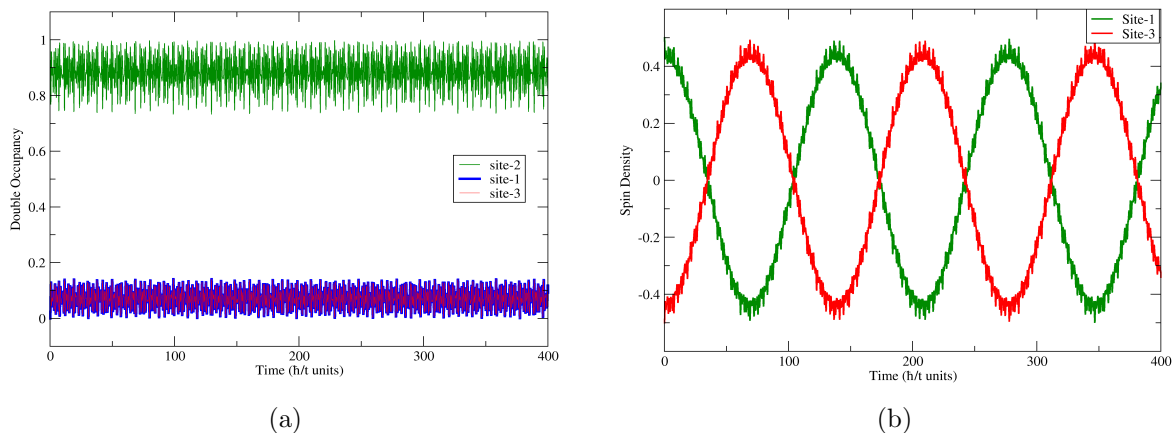 Double Occupancy
1
0.8
0.6
0.4
0.2
0
site-2
site-1
site-3
0
100
200
300
400
Time (ħ/t units)
(a)
Spin Density
0.4
0.2
0
-0.2
-0.4
Site-1
Site-3
0
100
200
300
400
Time (ħ/t units)
(b)